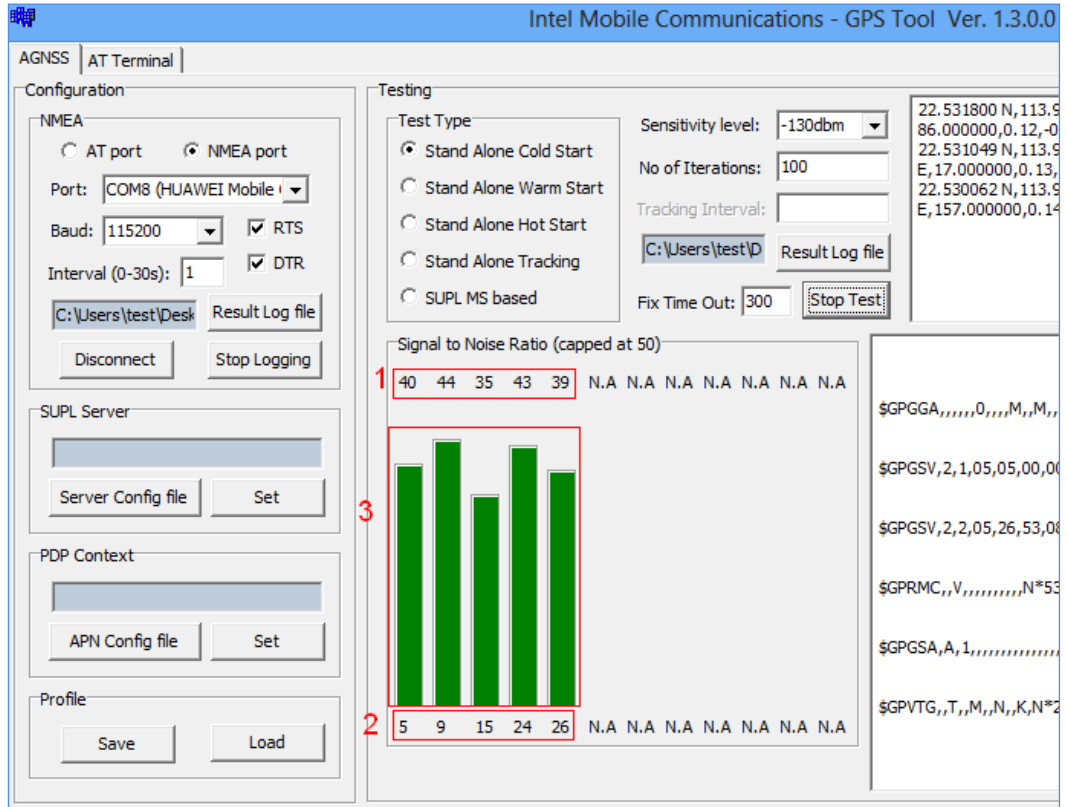 Intel Mobile Communications - GPS Tool Ver. 1.3.0.0
AGNSS
AT Terminal
Configuration
NMEA
AT port
NMEA port
Port:
COM8 (HUAWEI Mobile
Baud:
115200
RTS
Interval (0-30s):
1
DTR
C:\Users\test\Desk
Result Log file
Disconnect
Stop Logging
SUPL Server
Server Config file
Set
PDP Context
APN Config file
Set
Profile
Save
Load
Testing
Test Type
Stand Alone Cold Start
Stand Alone Warm Start
Stand Alone Hot Start
Stand Alone Tracking
SUPL MS based
Sensitivity level:
-130dbm
No of Iterations:
100
Tracking Interval:
C:\Users\test\D
Result Log file
Fix Time Out:
300
Stop Test
22.531800 N,113.9
86.000000,0.12,-0
22.531049 N,113.9
E,17.000000,0.13,
22.530062 N,113.9
E,157.000000,0.14
Signal to Noise Ratio (capped at 50)
1
40 44 35 43 39 N.A N.A N.A N.A N.A N.A N.A
3
2
5 9 15 24 26 N.A N.A N.A N.A N.A N.A N.A
$GPGGA,,,,,,0,,,,M,,M,,
$GPGSV,2,1,05,05,00,00
$GPGSV,2,2,05,26,53,08
$GPRMC,,V,,,,,,,,,,N*53
$GPGSA,A,1,,,,,,,,,,,,,,,
$GPVTG,,T,,M,,N,,K,N*2